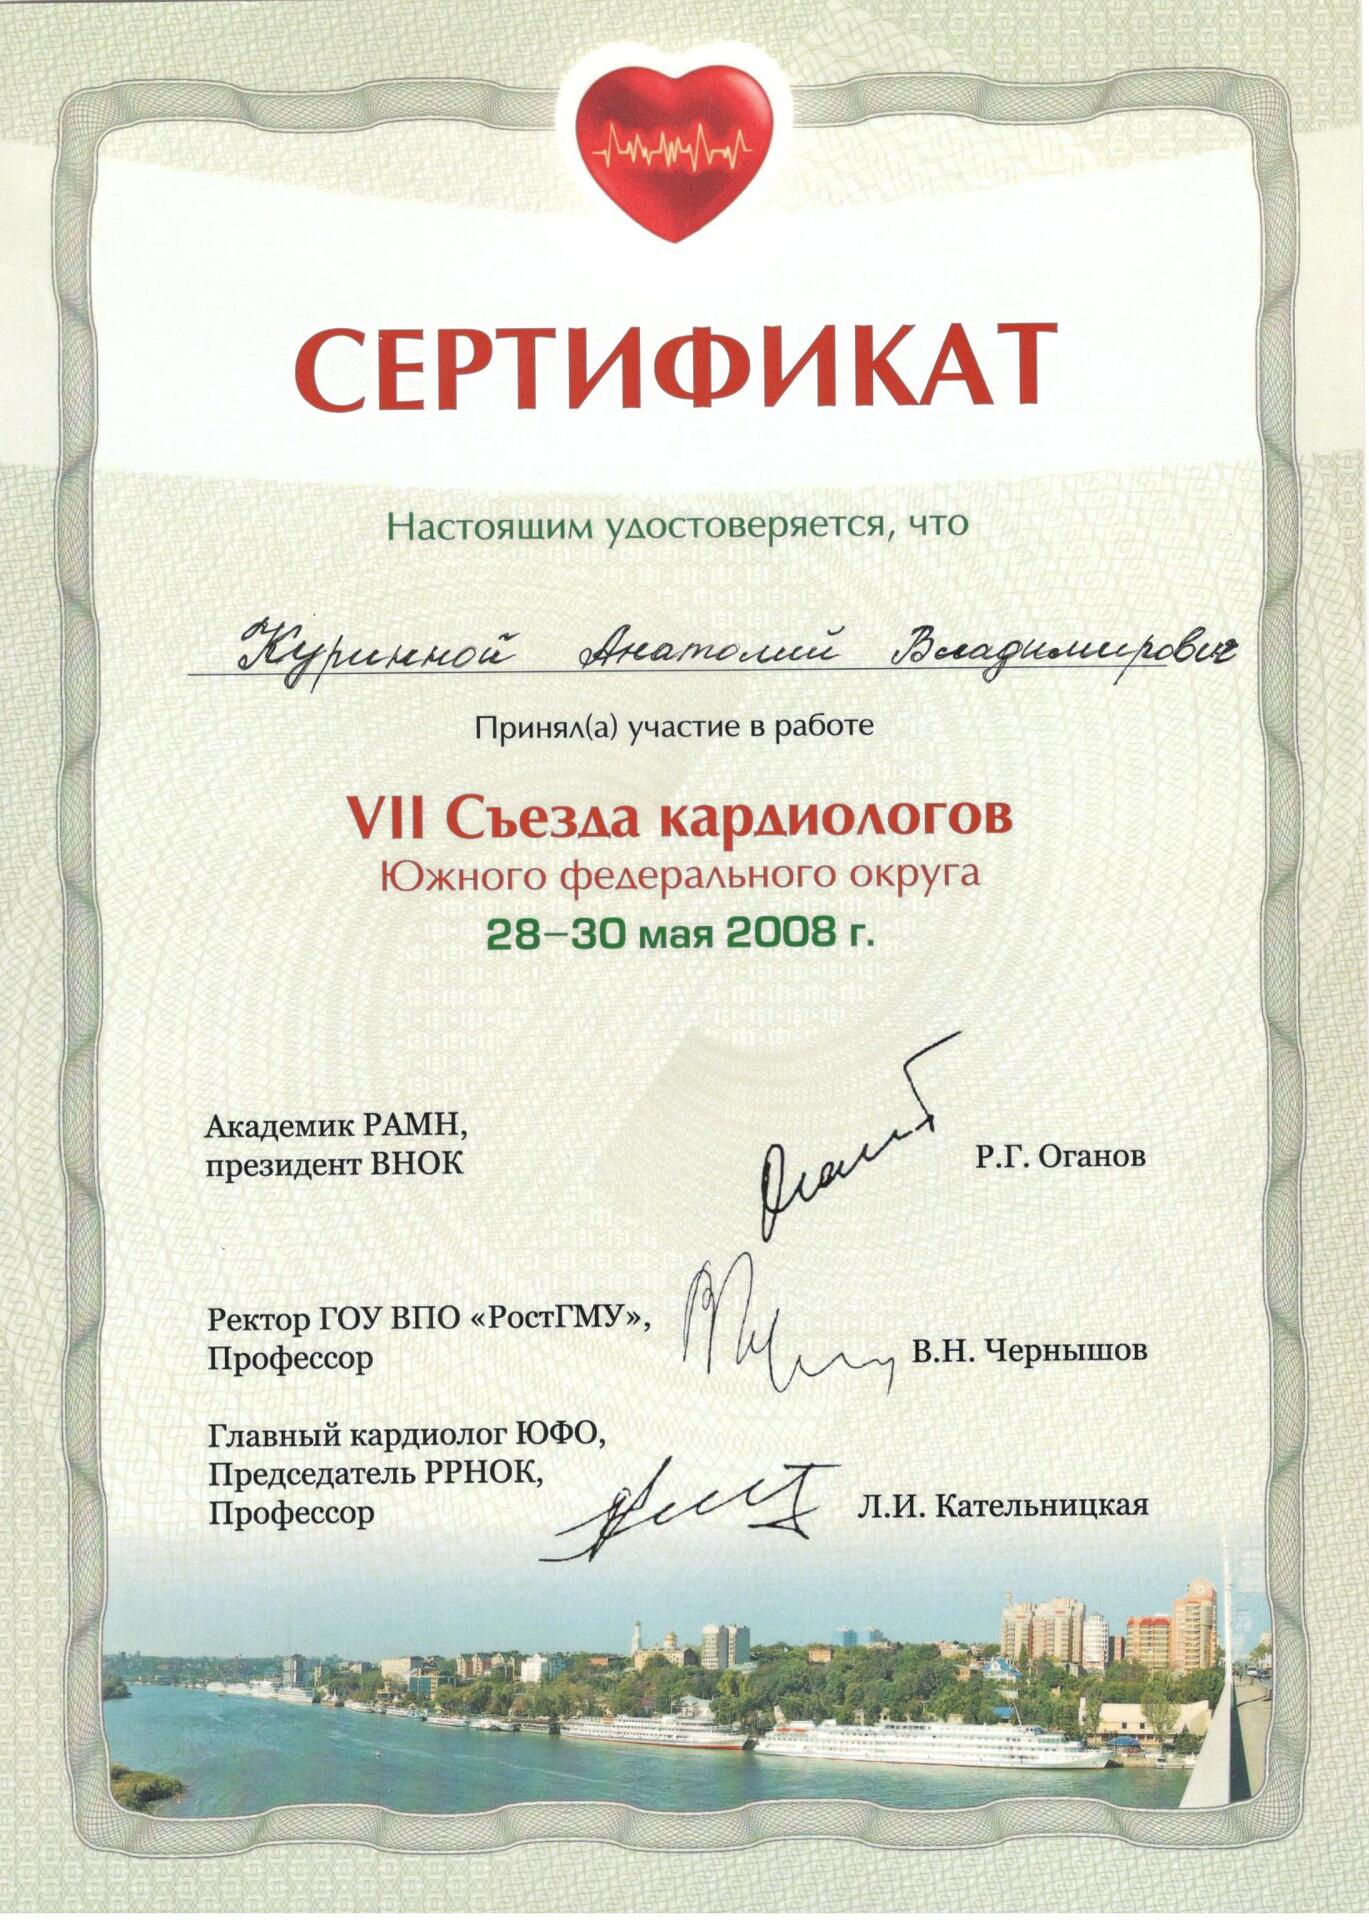 СЕРТИФИКАТ
Настоящим удостоверяется, что
Куринной Анатолий Владимирович
Принял(а) участие в работе
VII Съезда кардиологов
Южного федерального округа
28–30 мая 2008 г.
Академик РАМН,
президент ВНОК
Р.Г. Оганов
Ректор ГОУ ВПО «РостГМУ»,
Профессор
В.Н. Чернышов
Главный кардиолог ЮФО,
Председатель РРНОК,
Профессор
Л.И. Кательницкая